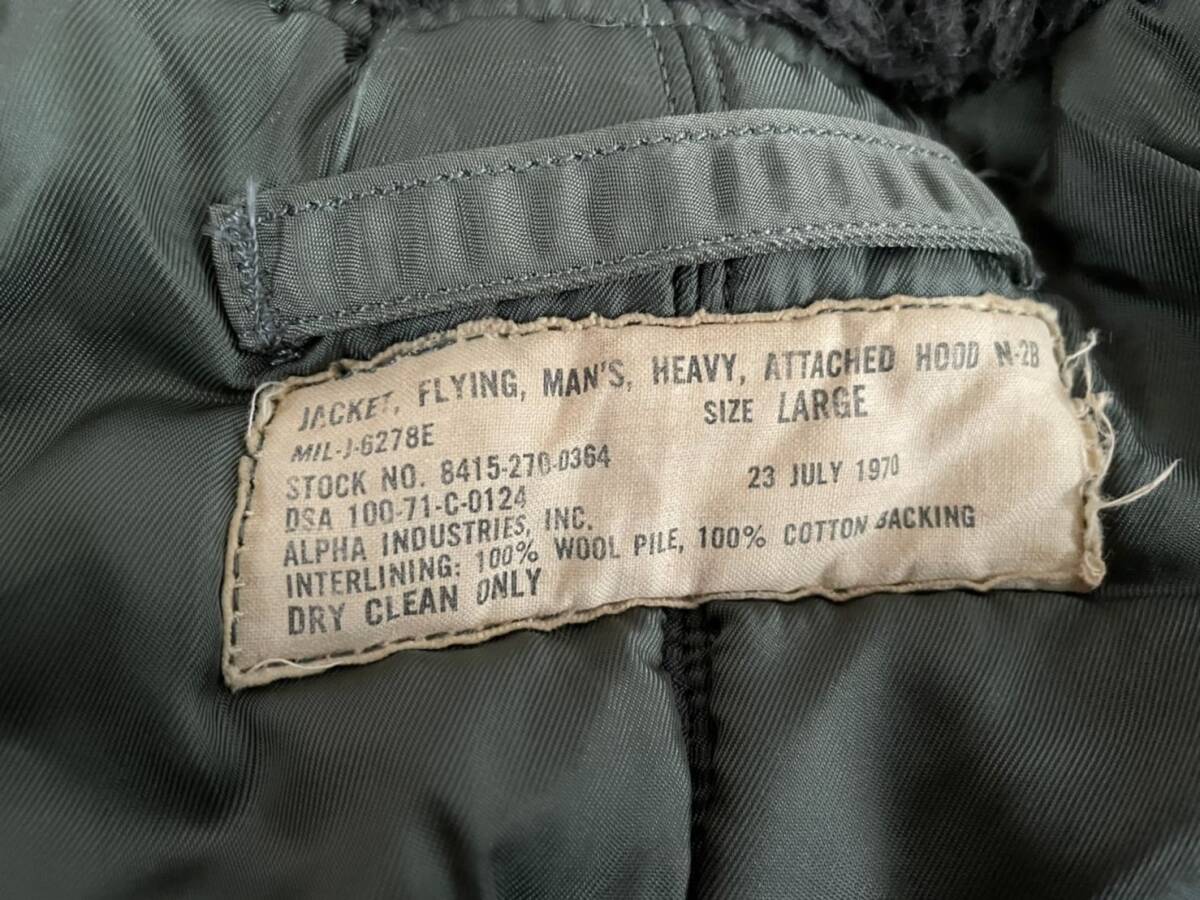 JACKET, FLYING, MAN'S, HEAVY, ATTACHED HOOD N-2B
MIL-J-6278E SIZE LARGE
STOCK NO. 8415-270-0364
DSA 100-71-C-0124 23 JULY 1970
ALPHA INDUSTRIES, INC.
INTERLINING: 100% WOOL PILE, 100% COTTON BACKING
DRY CLEAN ONLY